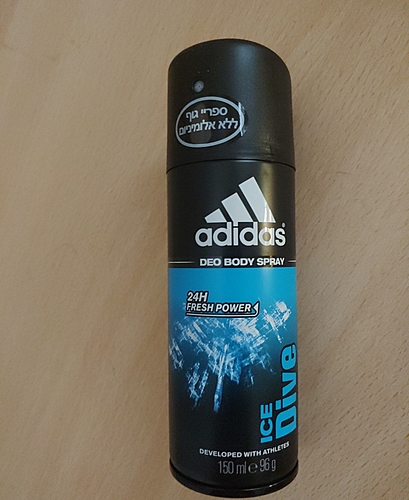 ספריי גוף
ללא אלומיניום
adidas
DEO BODY SPRAY
24H
FRESH POWER
ICE
Dive
DEVELOPED WITH ATHLETES
150 ml ℮ 96 g